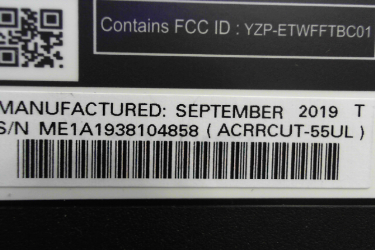 Contains FCC ID : YZP-ETWFFTBC01
MANUFACTURED: SEPTEMBER 2019 T
S/N ME1A1938104858 ( ACRRCUT-55UL )